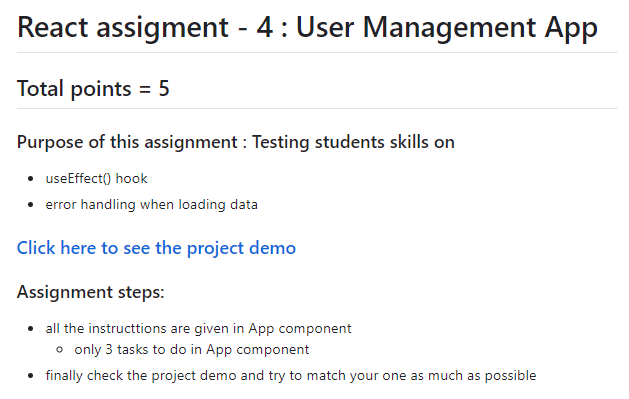 React assigment - 4 : User Management App
Total points = 5
Purpose of this assignment : Testing students skills on
useEffect() hook
error handling when loading data
Click here to see the project demo
Assignment steps:
all the instructtions are given in App component
only 3 tasks to do in App component
finally check the project demo and try to match your one as much as possible